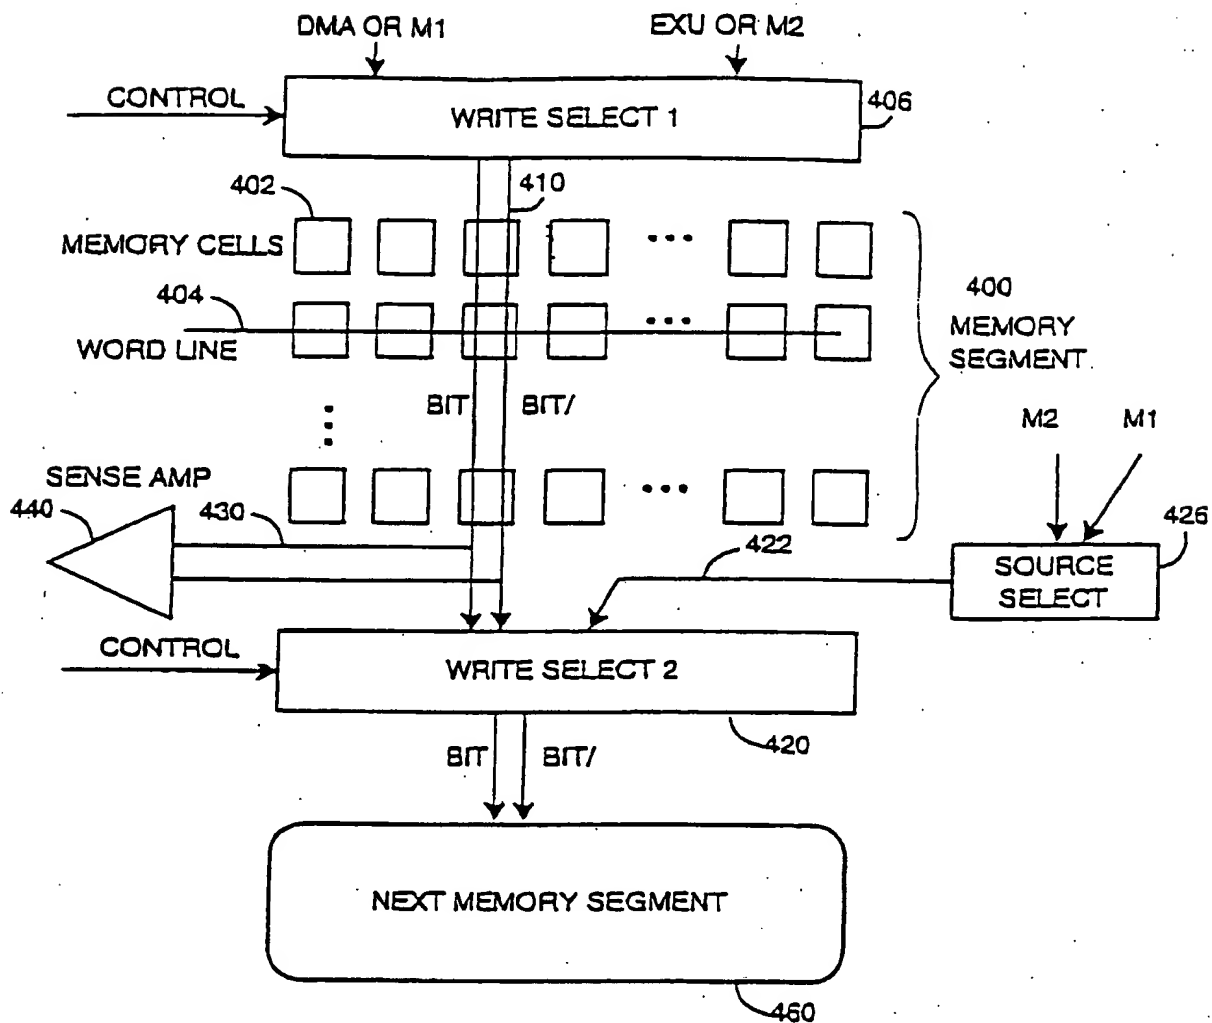 DMA OR M1
EXU OR M2
CONTROL
WRITE SELECT 1
406
402
410
MEMORY CELLS
404
WORD LINE
400
MEMORY
SEGMENT
BIT
BIT/
M2
M1
SENSE AMP
440
430
422
426
SOURCE
SELECT
CONTROL
WRITE SELECT 2
420
BIT
BIT/
NEXT MEMORY SEGMENT
460